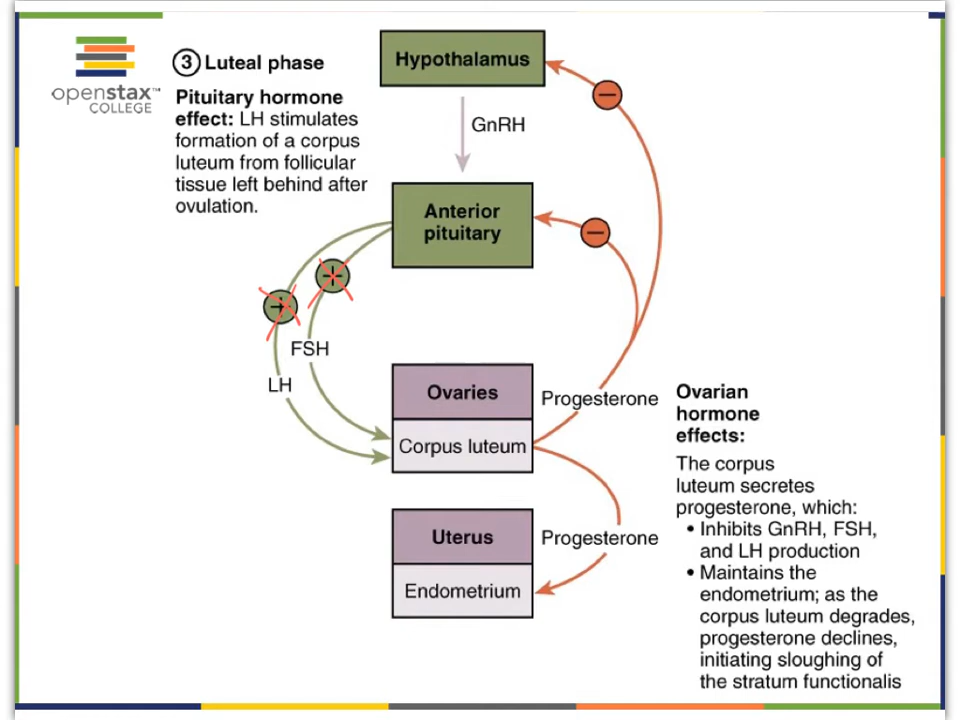 openstax™
COLLEGE
3 Luteal phase
Pituitary hormone
effect: LH stimulates
formation of a corpus
luteum from follicular
tissue left behind after
ovulation.
Hypothalamus
−
GnRH
Anterior
pituitary
−
+
+
FSH
LH
Ovaries
Corpus luteum
Progesterone
Uterus
Endometrium
Progesterone
Ovarian
hormone
effects:
The corpus
luteum secretes
progesterone, which:
• Inhibits GnRH, FSH,
and LH production
• Maintains the
endometrium; as the
corpus luteum degrades,
progesterone declines,
initiating sloughing of
the stratum functionalis